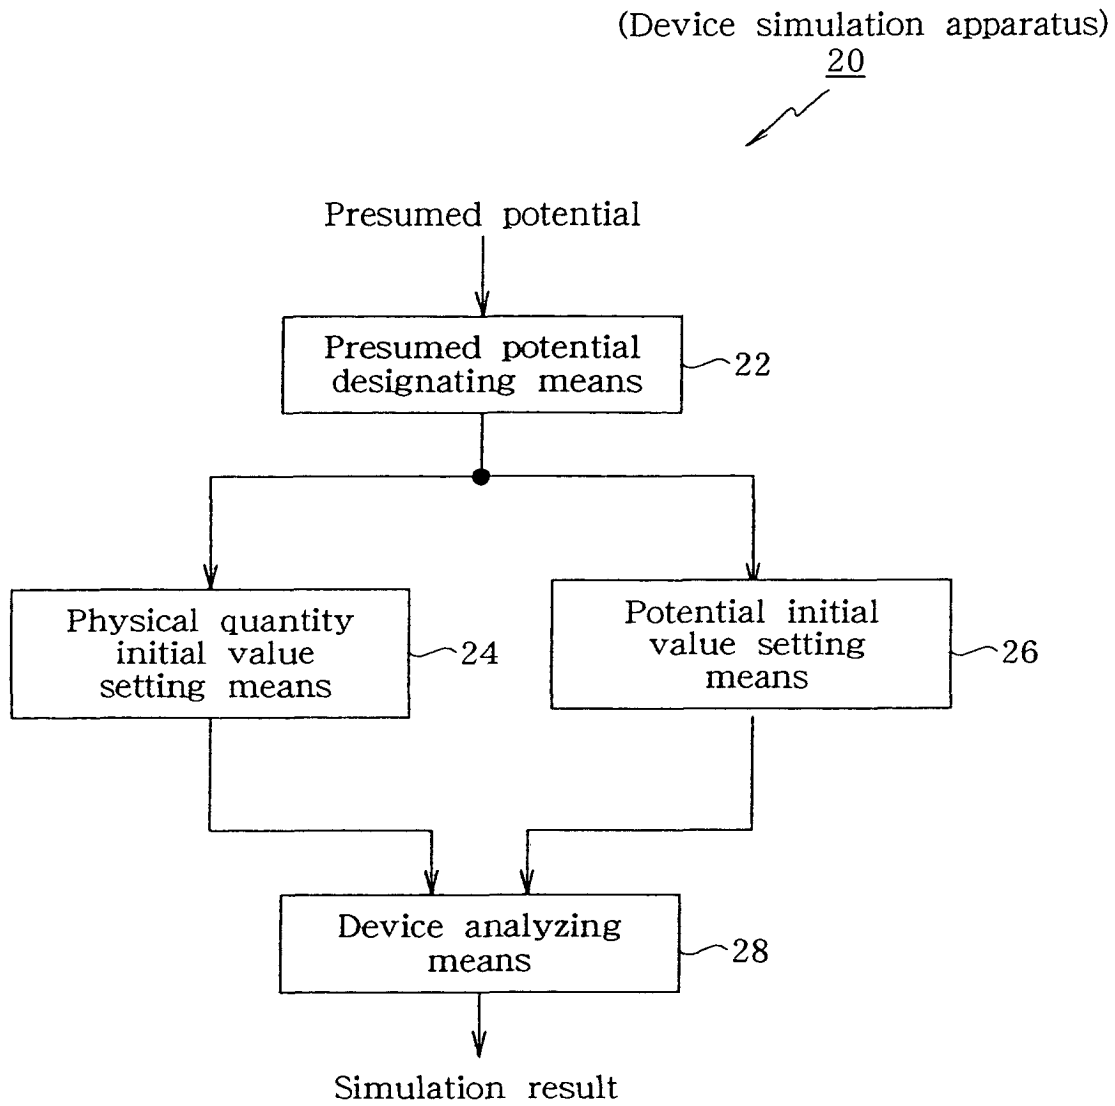 (Device simulation apparatus)
20
Presumed potential
Presumed potential
designating means
22
Physical quantity
initial value
setting means
24
Potential initial
value setting
means
26
Device analyzing
means
28
Simulation result